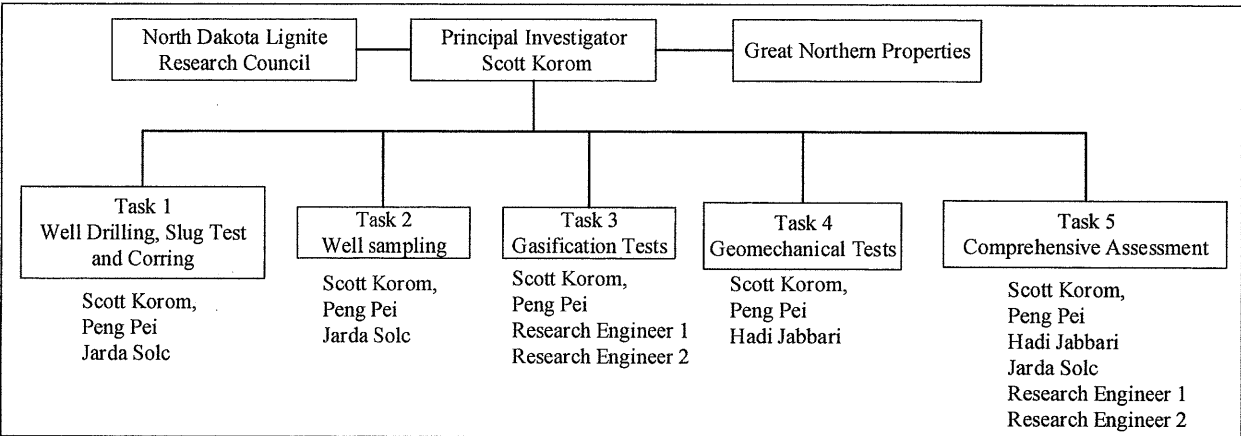 North Dakota Lignite
Research Council
Principal Investigator
Scott Korom
Great Northern Properties
Task 1
Well Drilling, Slug Test
and Corring
Scott Korom,
Peng Pei
Jarda Solc
Task 2
Well sampling
Scott Korom,
Peng Pei
Jarda Solc
Task 3
Gasification Tests
Scott Korom,
Peng Pei
Research Engineer 1
Research Engineer 2
Task 4
Geomechanical Tests
Scott Korom,
Peng Pei
Hadi Jabbari
Task 5
Comprehensive Assessment
Scott Korom,
Peng Pei
Hadi Jabbari
Jarda Solc
Research Engineer 1
Research Engineer 2